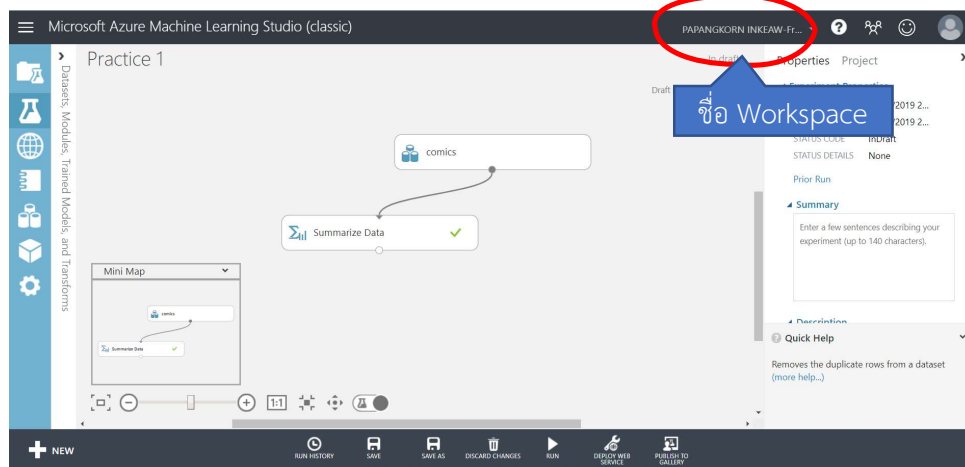 Microsoft Azure Machine Learning Studio (classic)
PAPANGKORN INKEAW-Fr...
Practice 1
In draft
Draft
Properties Project
Experiment Properties
ชื่อ Workspace
/2019 2...
/2019 2...
STATUS CODE InDraft
STATUS DETAILS None
Prior Run
Summary
Enter a few sentences describing your
experiment (up to 140 characters).
Description
Quick Help
Removes the duplicate rows from a dataset
(more help...)
Datasets, Modules, Trained Models, and Transforms
comics
Summarize Data
Mini Map
comics
Summarize Data
1:1
NEW
RUN HISTORY
SAVE
SAVE AS
DISCARD CHANGES
RUN
DEPLOY WEB
SERVICE
PUBLISH TO
GALLERY